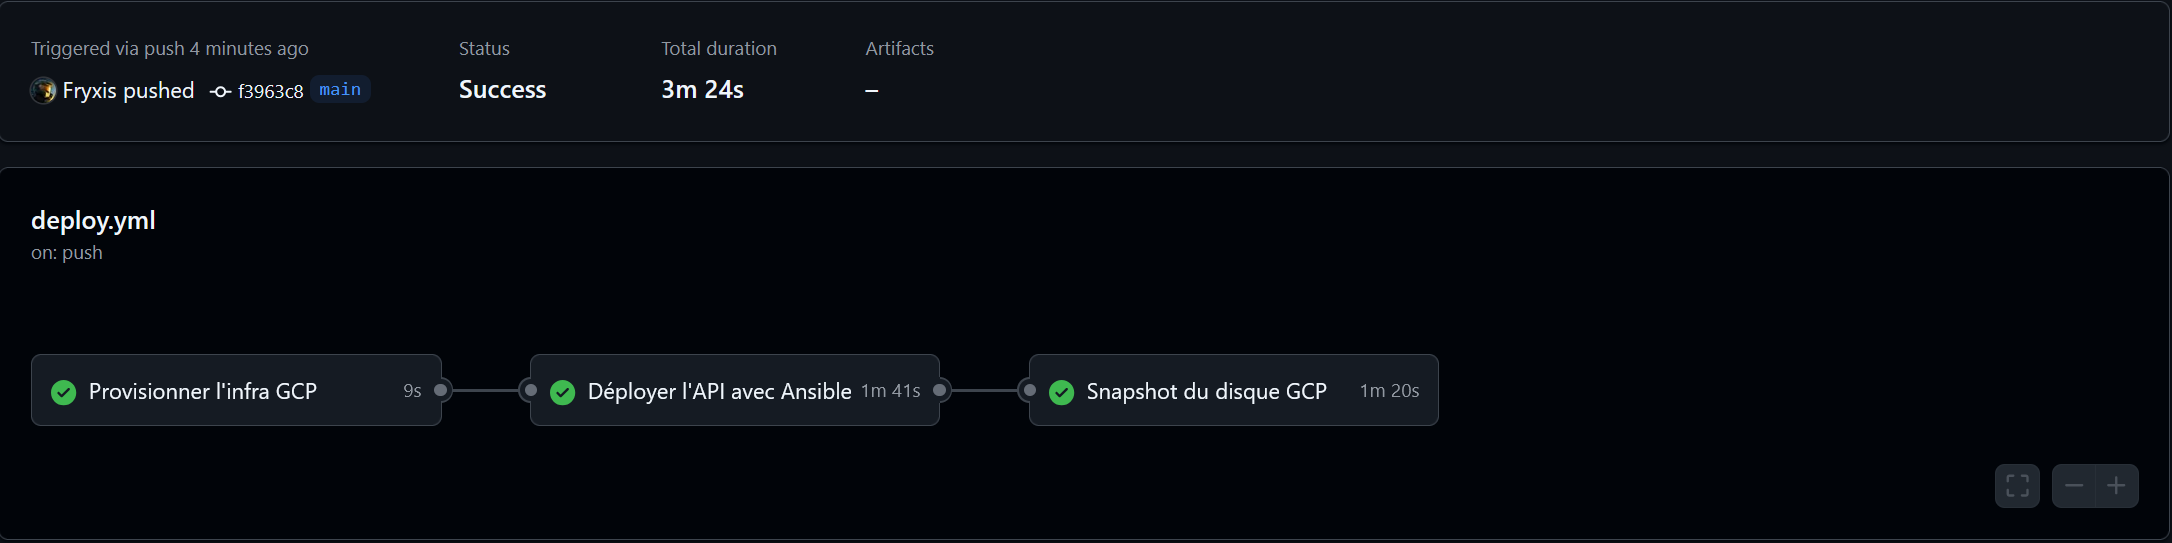 Triggered via push 4 minutes ago
Status
Total duration
Artifacts
Fryxis pushed f3963c8 main
Success
3m 24s
–
deploy.yml
on: push
Provisionner l'infra GCP 9s
Déployer l'API avec Ansible 1m 41s
Snapshot du disque GCP 1m 20s